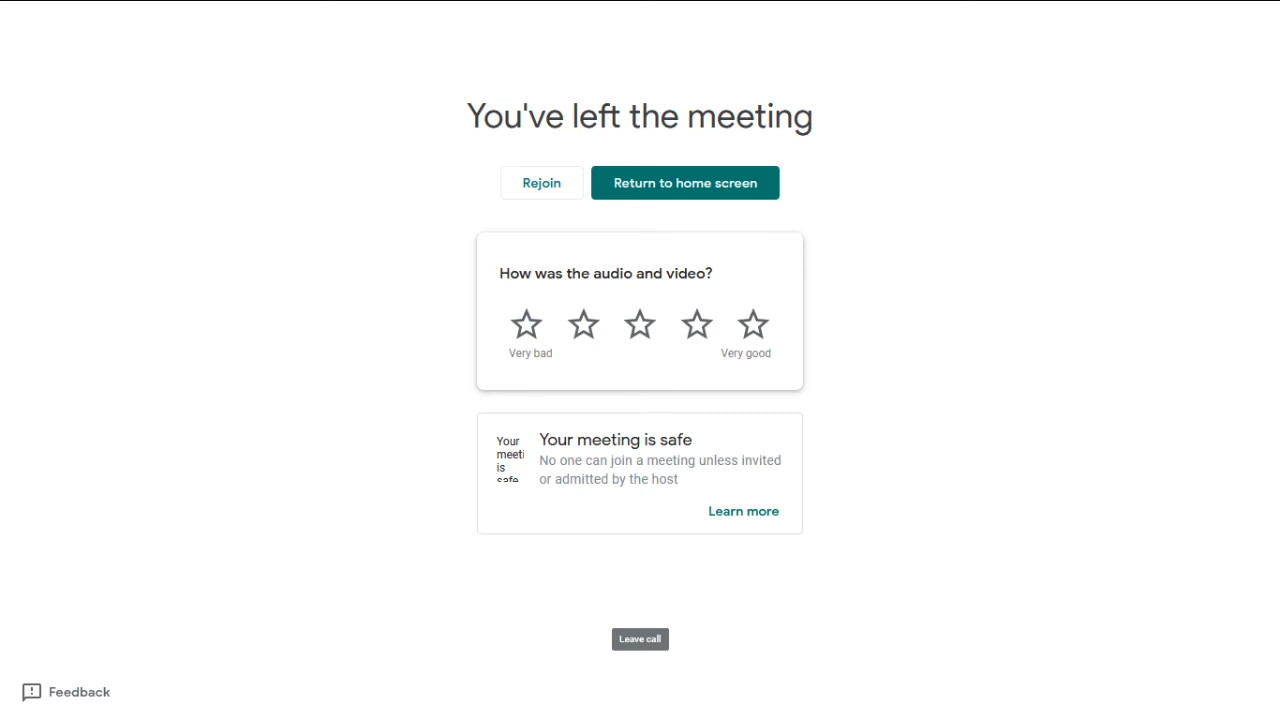 You've left the meeting
Rejoin
Return to home screen
How was the audio and video?
Very bad
Very good
Your
meeti
is
safe
Your meeting is safe
No one can join a meeting unless invited
or admitted by the host
Learn more
Leave call
Feedback